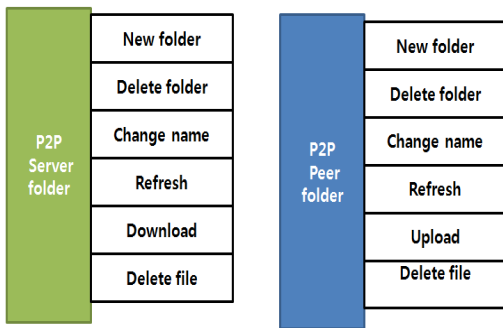 P2P
Server
folder
New folder
Delete folder
Change name
Refresh
Download
Delete file
P2P
Peer
folder
New folder
Delete folder
Change name
Refresh
Upload
Delete file